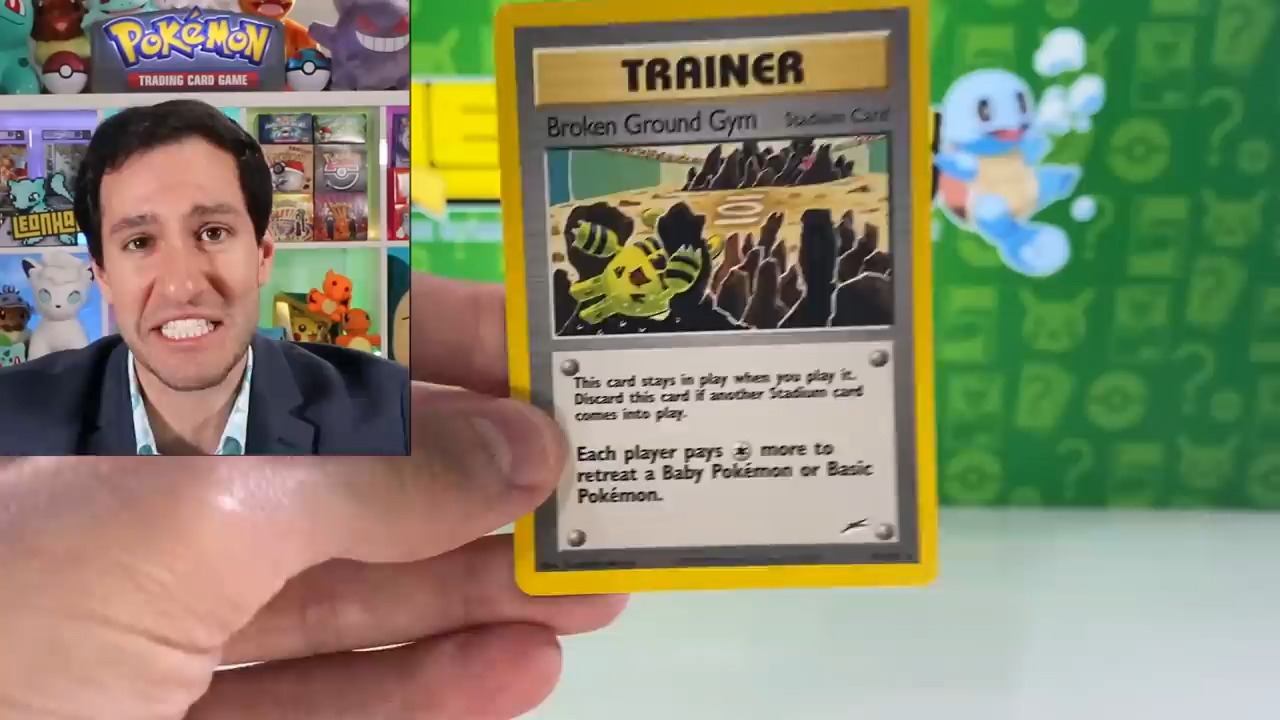 POKéMON
TRADING CARD GAME
LEONHA
TRAINER
Broken Ground Gym Stadium Card
This card stays in play when you play it.
Discard this card if another Stadium card
comes into play.
Each player pays more to
retreat a Baby Pokémon or Basic
Pokémon.